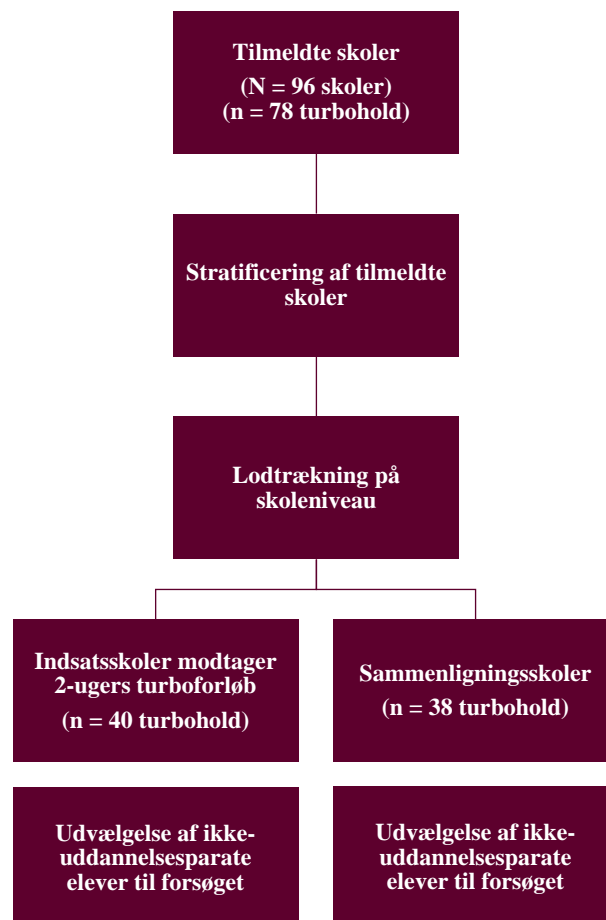 Tilmeldte skoler
(N = 96 skoler)
(n = 78 turbohold)
Stratificering af tilmeldte
skoler
Lodtrækning på
skoleniveau
Indsatsskoler modtager
2-ugers turboforløb
(n = 40 turbohold)
Sammenligningsskoler
(n = 38 turbohold)
Udvælgelse af ikke-
uddannelsesparate
elever til forsøget
Udvælgelse af ikke-
uddannelsesparate
elever til forsøget